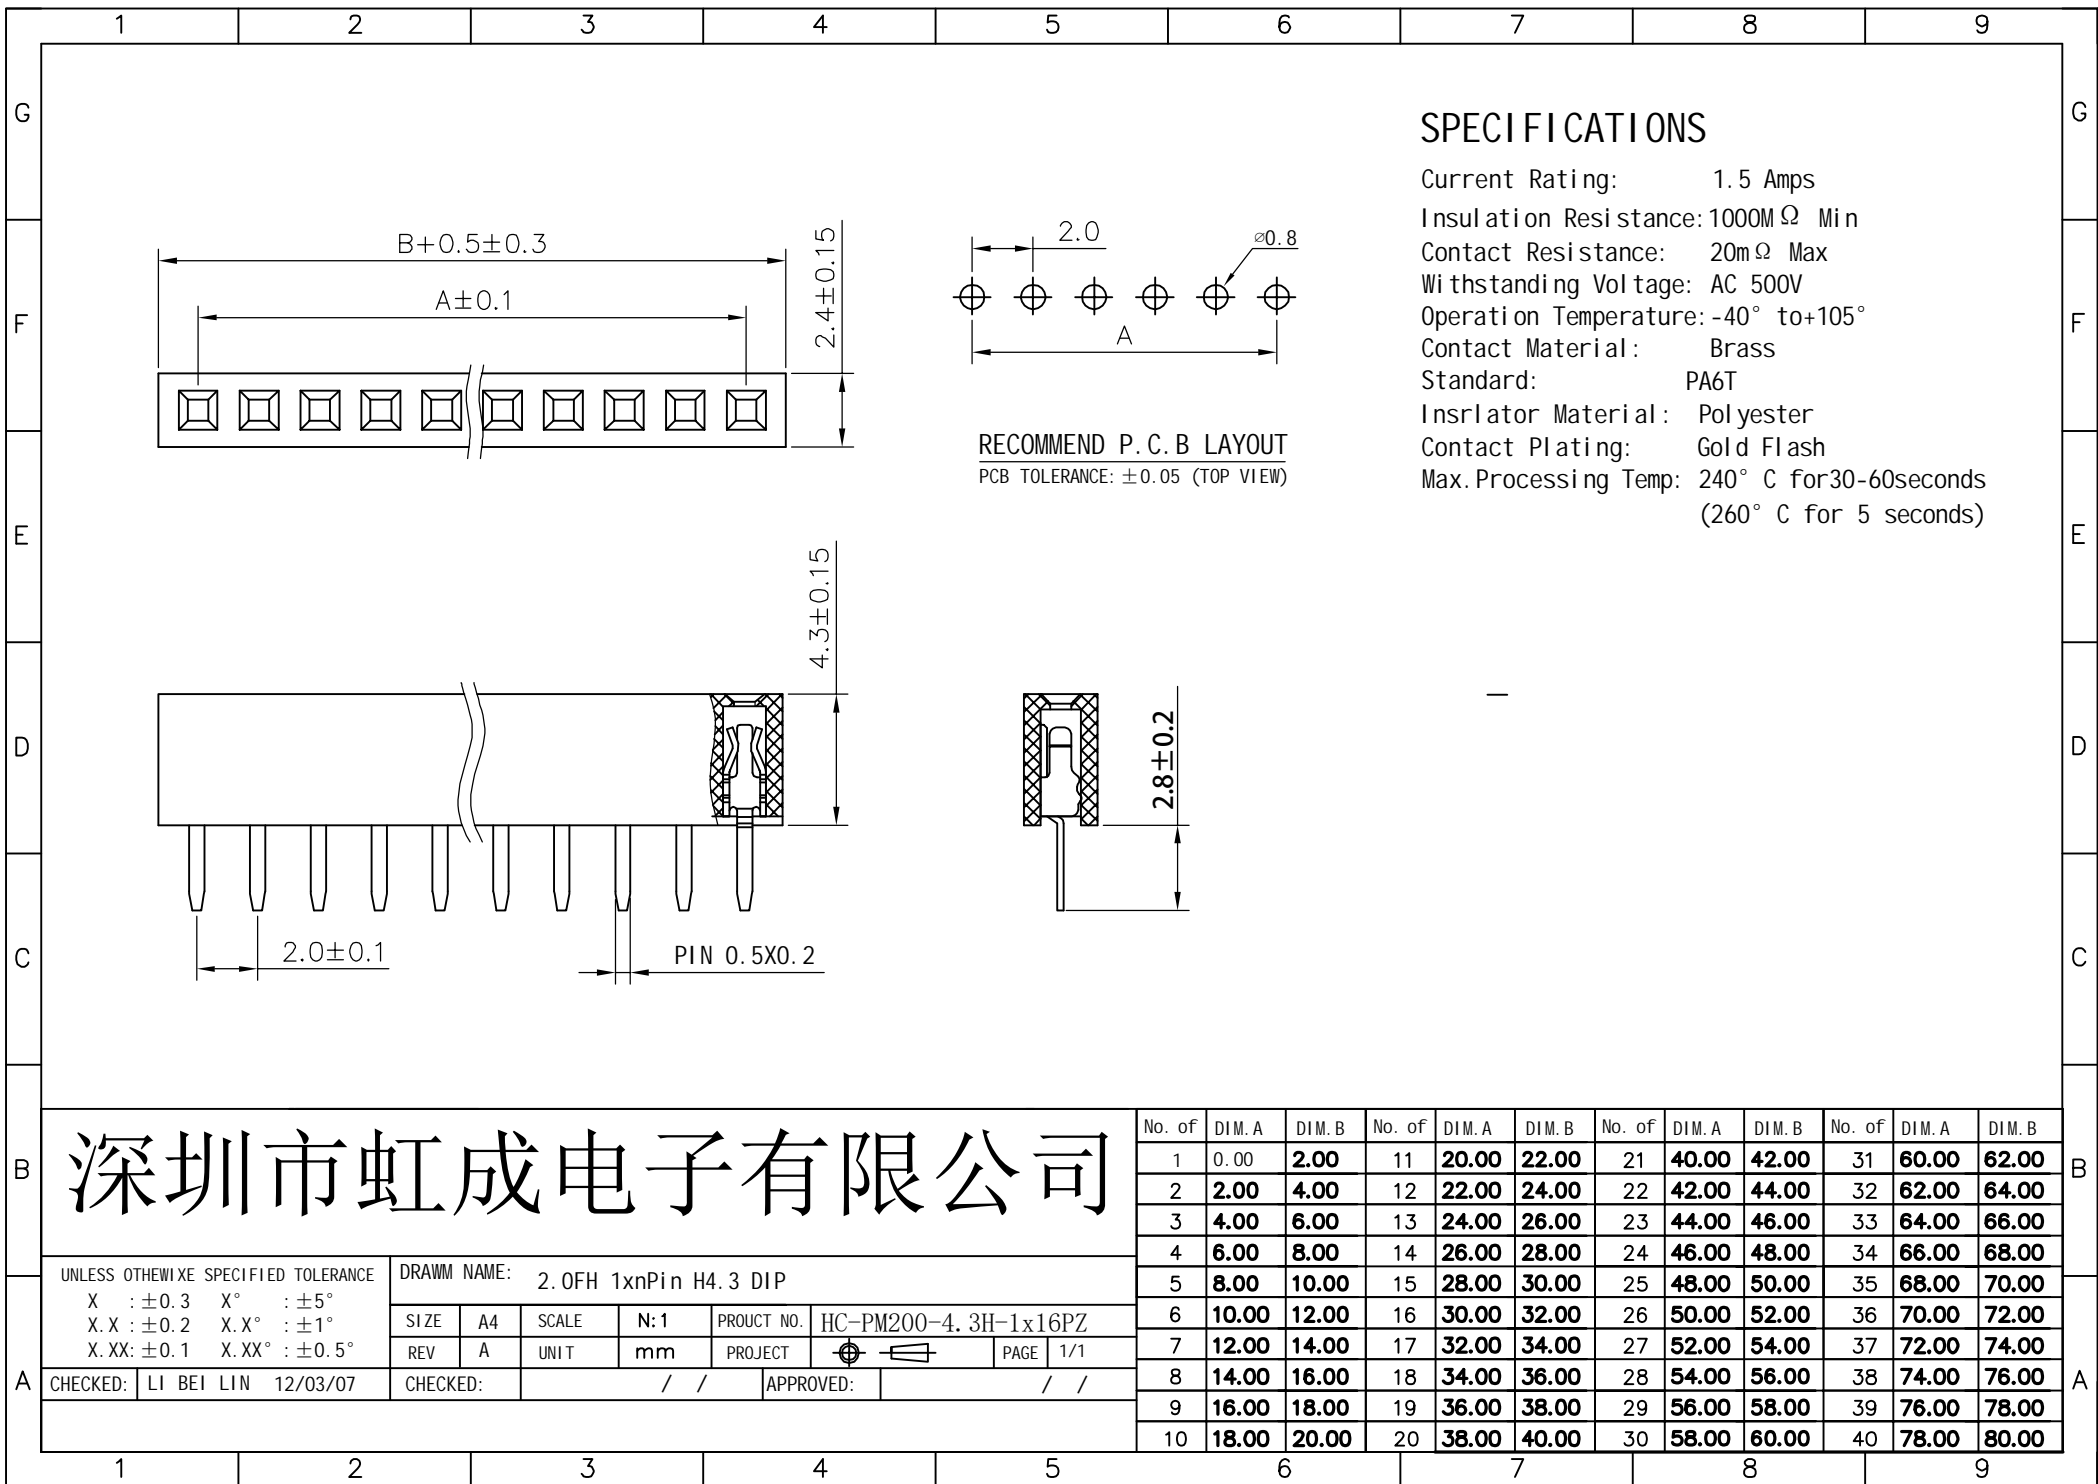 1 2 3 4 5 6 7 8 9
G G
F F
E E
D D
C C
B B
A A
B+0.5±0.3
A±0.1
2.4±0.15
2.0
⌀0.8
A
RECOMMEND P.C.B LAYOUT
PCB TOLERANCE: ±0.05 (TOP VIEW)
SPECIFICATIONS
Current Rating: 1.5 Amps
Insulation Resistance: 1000MΩ Min
Contact Resistance: 20mΩ Max
Withstanding Voltage: AC 500V
Operation Temperature: -40° to+105°
Contact Material: Brass
Standard: PA6T
Insrlator Material: Polyester
Contact Plating: Gold Flash
Max.Processing Temp: 240° C for30-60seconds
(260° C for 5 seconds)
4.3±0.15
2.8±0.2
2.0±0.1
PIN 0.5X0.2
深圳市虹成电子有限公司
UNLESS OTHEWIXE SPECIFIED TOLERANCE
X :±0.3 X° :±5°
X.X :±0.2 X.X° :±1°
X.XX:±0.1 X.XX° :±0.5°
DRAWM NAME: 2.0FH 1xnPin H4.3 DIP
SIZE A4 SCALE N:1 PROUCT NO. HC-PM200-4.3H-1x16PZ
REV A UNIT mm PROJECT PAGE 1/1
CHECKED: LI BEI LIN 12/03/07 CHECKED: / / APPROVED: / /
No. of DIM.A DIM.B No. of DIM.A DIM.B No. of DIM.A DIM.B No. of DIM.A DIM.B
1 0.00 2.00 11 20.00 22.00 21 40.00 42.00 31 60.00 62.00
2 2.00 4.00 12 22.00 24.00 22 42.00 44.00 32 62.00 64.00
3 4.00 6.00 13 24.00 26.00 23 44.00 46.00 33 64.00 66.00
4 6.00 8.00 14 26.00 28.00 24 46.00 48.00 34 66.00 68.00
5 8.00 10.00 15 28.00 30.00 25 48.00 50.00 35 68.00 70.00
6 10.00 12.00 16 30.00 32.00 26 50.00 52.00 36 70.00 72.00
7 12.00 14.00 17 32.00 34.00 27 52.00 54.00 37 72.00 74.00
8 14.00 16.00 18 34.00 36.00 28 54.00 56.00 38 74.00 76.00
9 16.00 18.00 19 36.00 38.00 29 56.00 58.00 39 76.00 78.00
10 18.00 20.00 20 38.00 40.00 30 58.00 60.00 40 78.00 80.00
1 2 3 4 5 6 7 8 9